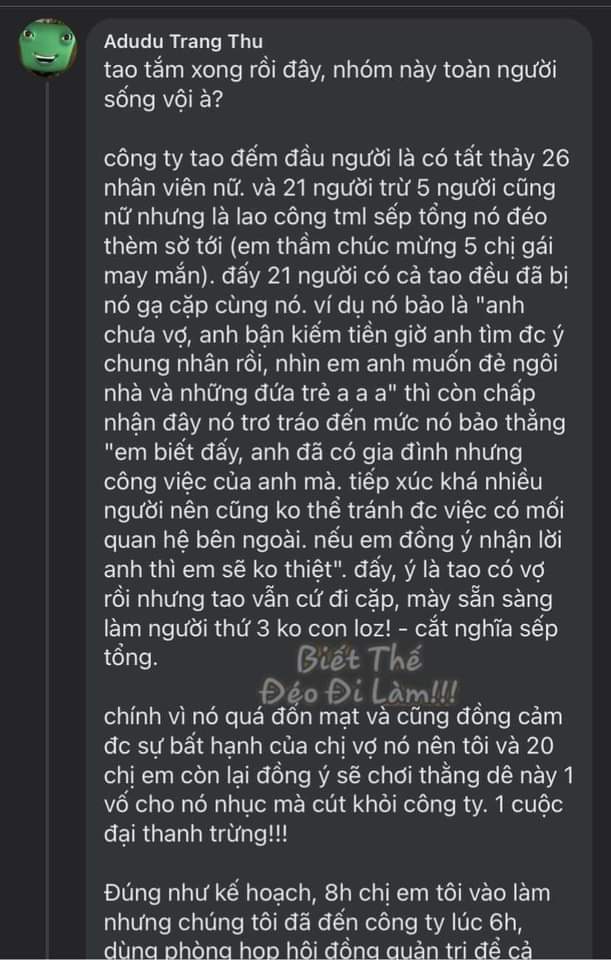 Adudu Trang Thu
tao tắm xong rồi đây, nhóm này toàn người
sống vội à?
công ty tao đếm đầu người là có tất thảy 26
nhân viên nữ. và 21 người trừ 5 người cũng
nữ nhưng là lao công tml sếp tổng nó đéo
thèm sờ tới (em thầm chúc mừng 5 chị gái
may mắn). đấy 21 người có cả tao đều đã bị
nó gạ cặp cùng nó. ví dụ nó bảo là "anh
chưa vợ, anh bận kiếm tiền giờ anh tìm đc ý
chung nhân rồi, nhìn em anh muốn đẻ ngôi
nhà và những đứa trẻ a a a" thì còn chấp
nhận đây nó trơ tráo đến mức nó bảo thẳng
"em biết đấy, anh đã có gia đình nhưng
công việc của anh mà. tiếp xúc khá nhiều
người nên cũng ko thể tránh đc việc có mối
quan hệ bên ngoài. nếu em đồng ý nhận lời
anh thì em sẽ ko thiệt". đấy, ý là tao có vợ
rồi nhưng tao vẫn cứ đi cặp, mày sẵn sàng
làm người thứ 3 ko con loz! - cắt nghĩa sếp
tổng.
Biết Thế
Đéo Đi Làm!!!
chính vì nó quá đốn mạt và cũng đồng cảm
đc sự bất hạnh của chị vợ nó nên tôi và 20
chị em còn lại đồng ý sẽ chơi thằng dê này 1
vố cho nó nhục mà cút khỏi công ty. 1 cuộc
đại thanh trừng!!!
Đúng như kế hoạch, 8h chị em tôi vào làm
nhưng chúng tôi đã đến công ty lúc 6h,
dùng phòng họp hội đồng quản trị để cả